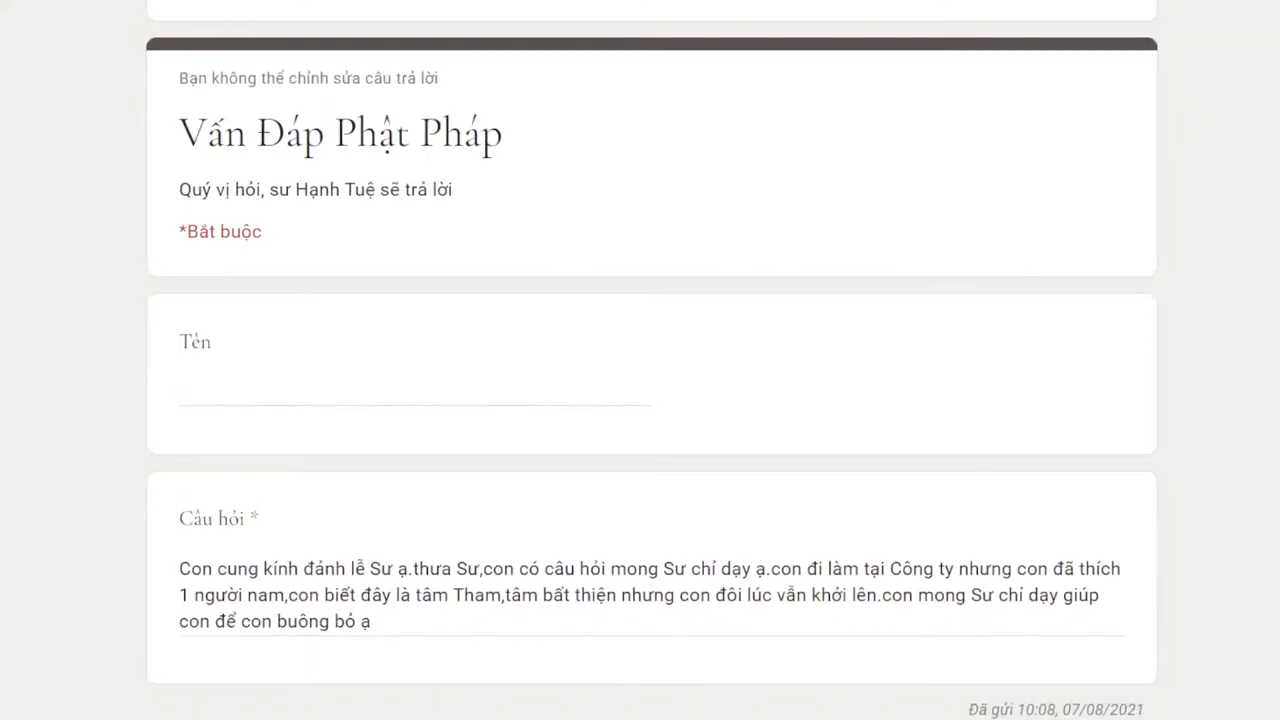 Bạn không thể chỉnh sửa câu trả lời
Vấn Đáp Phật Pháp
Quý vị hỏi, sư Hạnh Tuệ sẽ trả lời
*Bắt buộc
Tên
Câu hỏi *
Con cung kính đảnh lễ Sư ạ.thưa Sư,con có câu hỏi mong Sư chỉ dạy ạ.con đi làm tại Công ty nhưng con đã thích
1 người nam,con biết đây là tâm Tham,tâm bất thiện nhưng con đôi lúc vẫn khởi lên.con mong Sư chỉ dạy giúp
con để con buông bỏ ạ
Đã gửi 10:08, 07/08/2021